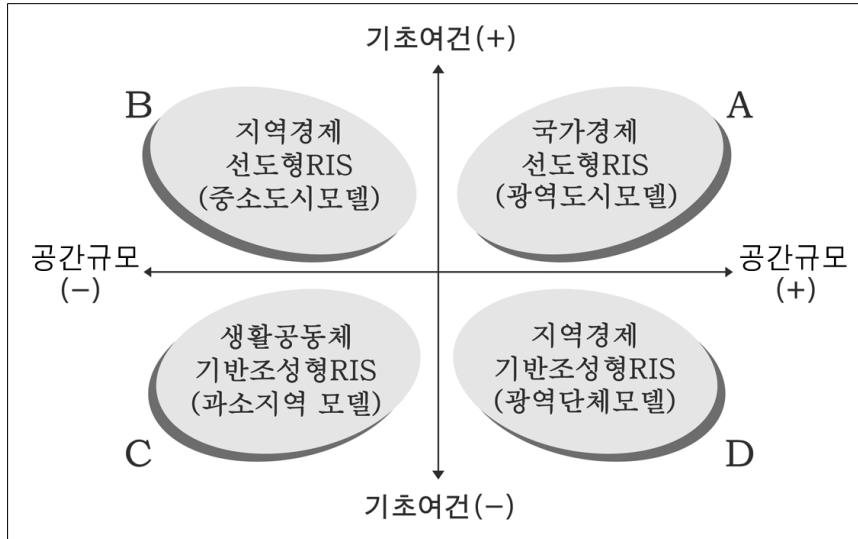 기초여건(+)
B
지역경제
선도형RIS
(중소도시모델)
A
국가경제
선도형RIS
(광역도시모델)
공간규모
(−)
공간규모
(+)
생활공동체
기반조성형RIS
(과소지역 모델)
C
지역경제
기반조성형RIS
(광역단체모델)
D
기초여건(−)